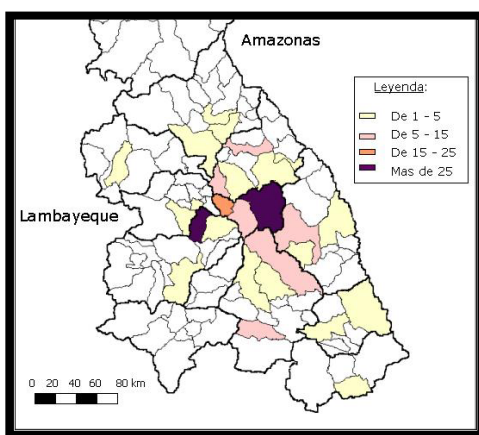 Amazonas
Leyenda:
De 1 - 5
De 5 - 15
De 15 - 25
Mas de 25
Lambayeque
0 20 40 60 80 km